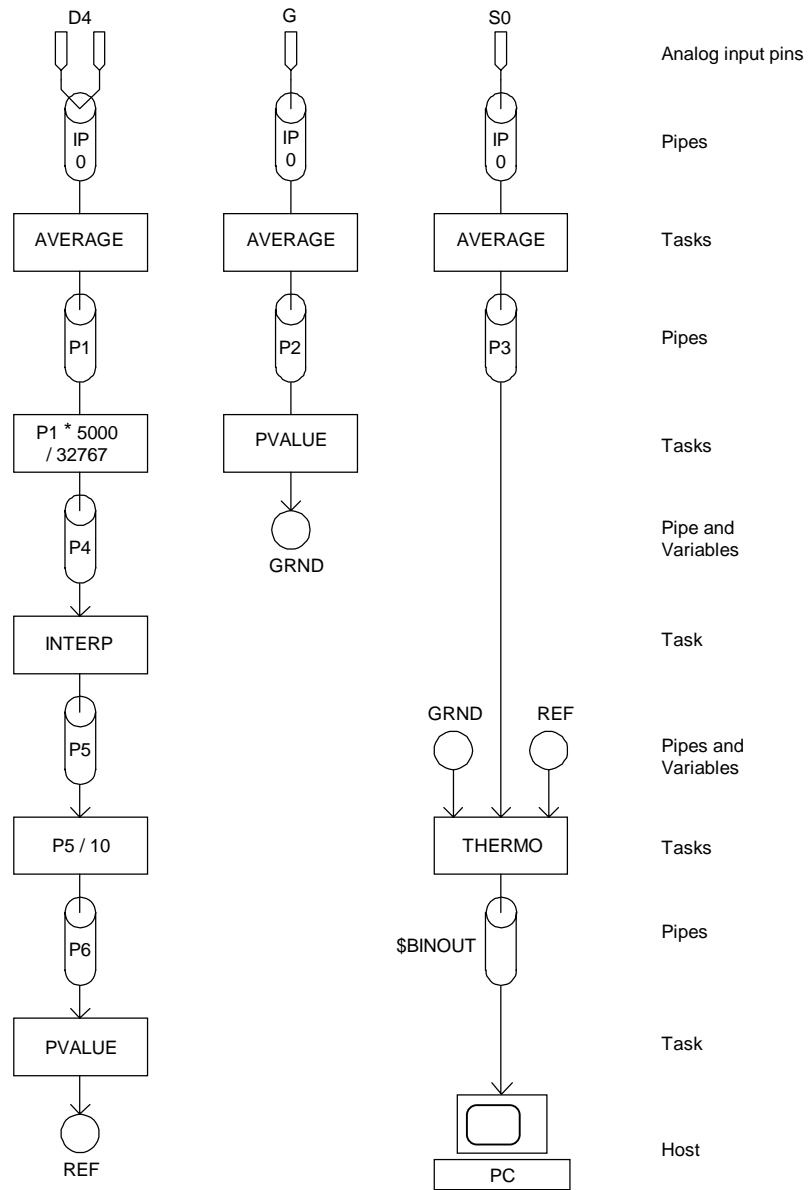 D4
G
S0
Analog input pins
IP
0
IP
0
IP
0
Pipes
AVERAGE
AVERAGE
AVERAGE
Tasks
P1
P2
P3
Pipes
P1 * 5000
/ 32767
PVALUE
Tasks
P4
GRND
Pipe and
Variables
INTERP
Task
P5
GRND
REF
Pipes and
Variables
P5 / 10
THERMO
Tasks
P6
$BINOUT
Pipes
PVALUE
Task
REF
PC
Host